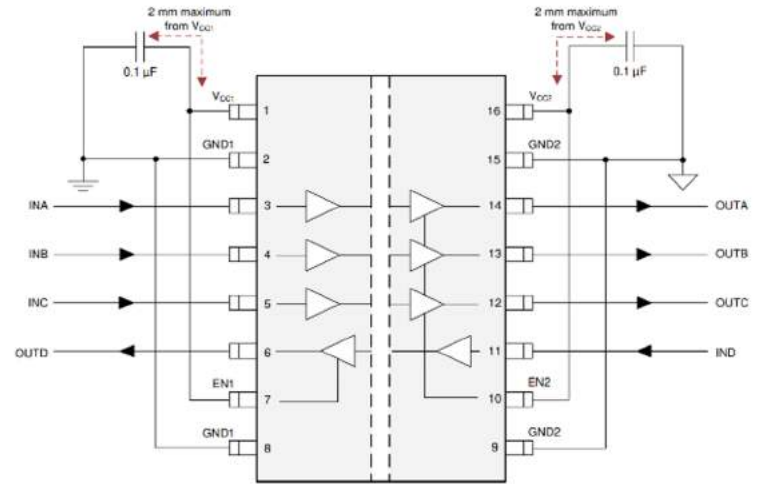 2 mm maximum
from VCC1
2 mm maximum
from VCC2
0.1 µF
0.1 µF
VCC1
1
16
VCC2
GND1
2
15
GND2
INA
3
14
OUTA
INB
4
13
OUTB
INC
5
12
OUTC
OUTD
6
11
IND
EN1
7
10
EN2
GND1
8
9
GND2